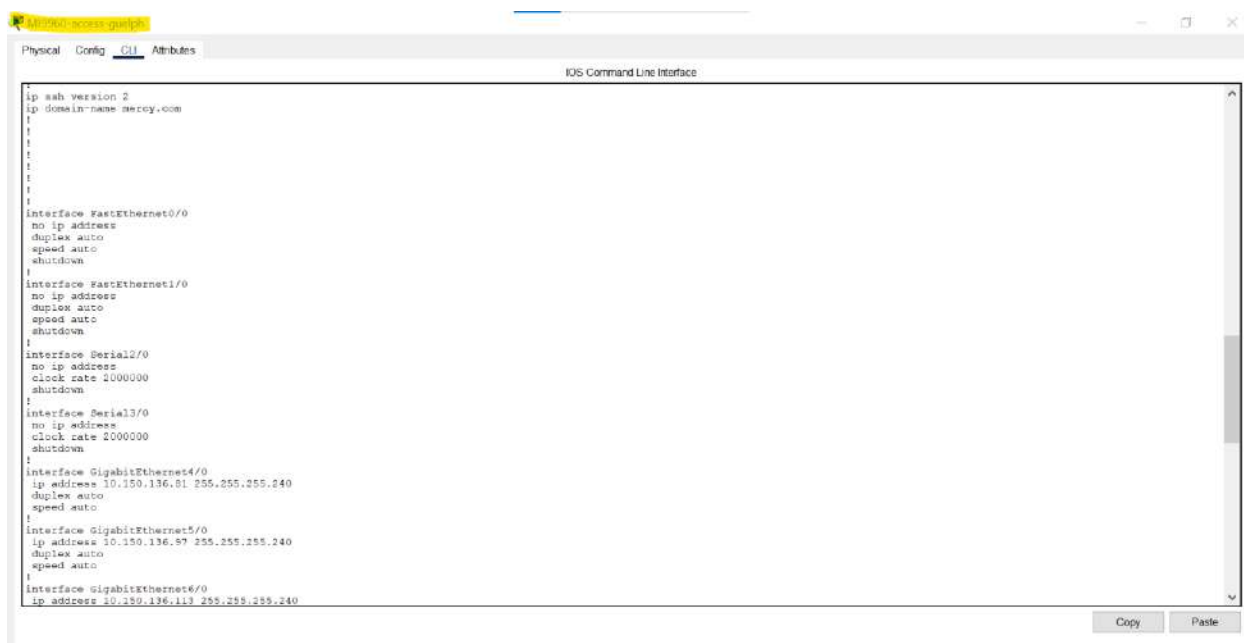 MI9960-access-guelph
Physical Config CLI Attributes
IOS Command Line Interface
!
ip ssh version 2
ip domain-name mercy.com
!
!
!
!
!
!
!
!
interface FastEthernet0/0
no ip address
duplex auto
speed auto
shutdown
!
interface FastEthernet1/0
no ip address
duplex auto
speed auto
shutdown
!
interface Serial2/0
no ip address
clock rate 2000000
shutdown
!
interface Serial3/0
no ip address
clock rate 2000000
shutdown
!
interface GigabitEthernet4/0
ip address 10.150.136.81 255.255.255.240
duplex auto
speed auto
!
interface GigabitEthernet5/0
ip address 10.150.136.97 255.255.255.240
duplex auto
speed auto
!
interface GigabitEthernet6/0
ip address 10.150.136.113 255.255.255.240
Copy Paste